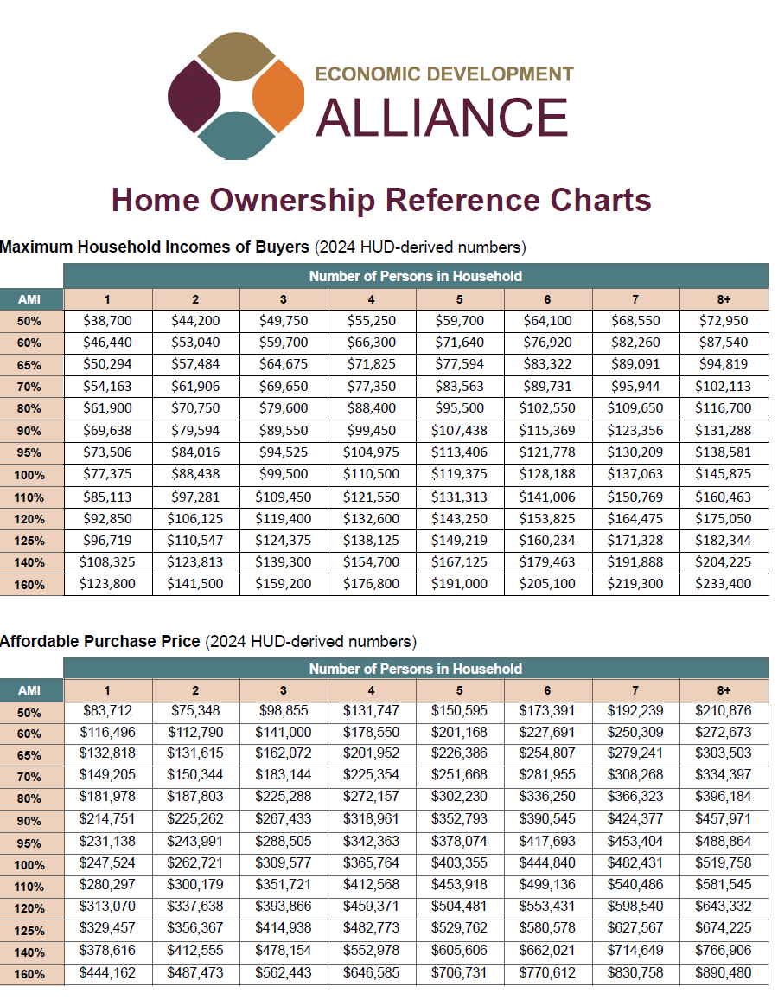 ECONOMIC DEVELOPMENT
ALLIANCE
Home Ownership Reference Charts
Maximum Household Incomes of Buyers (2024 HUD-derived numbers)
Number of Persons in Household
AMI 1 2 3 4 5 6 7 8+
50% $38,700 $44,200 $49,750 $55,250 $59,700 $64,100 $68,550 $72,950
60% $46,440 $53,040 $59,700 $66,300 $71,640 $76,920 $82,260 $87,540
65% $50,294 $57,484 $64,675 $71,825 $77,594 $83,322 $89,091 $94,819
70% $54,163 $61,906 $69,650 $77,350 $83,563 $89,731 $95,944 $102,113
80% $61,900 $70,750 $79,600 $88,400 $95,500 $102,550 $109,650 $116,700
90% $69,638 $79,594 $89,550 $99,450 $107,438 $115,369 $123,356 $131,288
95% $73,506 $84,016 $94,525 $104,975 $113,406 $121,778 $130,209 $138,581
100% $77,375 $88,438 $99,500 $110,500 $119,375 $128,188 $137,063 $145,875
110% $85,113 $97,281 $109,450 $121,550 $131,313 $141,006 $150,769 $160,463
120% $92,850 $106,125 $119,400 $132,600 $143,250 $153,825 $164,475 $175,050
125% $96,719 $110,547 $124,375 $138,125 $149,219 $160,234 $171,328 $182,344
140% $108,325 $123,813 $139,300 $154,700 $167,125 $179,463 $191,888 $204,225
160% $123,800 $141,500 $159,200 $176,800 $191,000 $205,100 $219,300 $233,400
Affordable Purchase Price (2024 HUD-derived numbers)
Number of Persons in Household
AMI 1 2 3 4 5 6 7 8+
50% $83,712 $75,348 $98,855 $131,747 $150,595 $173,391 $192,239 $210,876
60% $116,496 $112,790 $141,000 $178,550 $201,168 $227,691 $250,309 $272,673
65% $132,818 $131,615 $162,072 $201,952 $226,386 $254,807 $279,241 $303,503
70% $149,205 $150,344 $183,144 $225,354 $251,668 $281,955 $308,268 $334,397
80% $181,978 $187,803 $225,288 $272,157 $302,230 $336,250 $366,323 $396,184
90% $214,751 $225,262 $267,433 $318,961 $352,793 $390,545 $424,377 $457,971
95% $231,138 $243,991 $288,505 $342,363 $378,074 $417,693 $453,404 $488,864
100% $247,524 $262,721 $309,577 $365,764 $403,355 $444,840 $482,431 $519,758
110% $280,297 $300,179 $351,721 $412,568 $453,918 $499,136 $540,486 $581,545
120% $313,070 $337,638 $393,866 $459,371 $504,481 $553,431 $598,540 $643,332
125% $329,457 $356,367 $414,938 $482,773 $529,762 $580,578 $627,567 $674,225
140% $378,616 $412,555 $478,154 $552,978 $605,606 $662,021 $714,649 $766,906
160% $444,162 $487,473 $562,443 $646,585 $706,731 $770,612 $830,758 $890,480